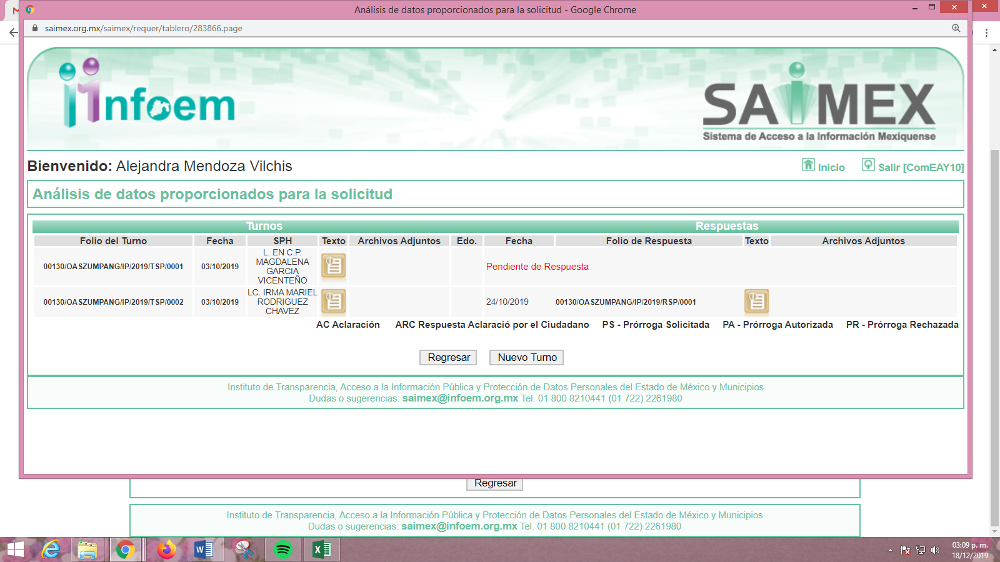 Análisis de datos proporcionados para la solicitud - Google Chrome
saimex.org.mx/saimex/requer/tablero/283866.page
infoem
SAIMEX
Sistema de Acceso a la Información Mexiquense
Bienvenido: Alejandra Mendoza Vilchis
Inicio Salir [ComEAY10]
Análisis de datos proporcionados para la solicitud
Turnos Respuestas
Folio del Turno Fecha SPH Texto Archivos Adjuntos Edo. Fecha Folio de Respuesta Texto Archivos Adjuntos
00130/OASZUMPANG/IP/2019/TSP/0001 03/10/2019 L. EN C.P. MAGDALENA GARCIA VICENTEÑO Pendiente de Respuesta
00130/OASZUMPANG/IP/2019/TSP/0002 03/10/2019 LC. IRMA MARIEL RODRIGUEZ CHAVEZ 24/10/2019 00130/OASZUMPANG/IP/2019/RSP/0001
AC Aclaración ARC Respuesta Aclaració por el Ciudadano PS - Prórroga Solicitada PA - Prórroga Autorizada PR - Prórroga Rechazada
Regresar Nuevo Turno
Instituto de Transparencia, Acceso a la Información Pública y Protección de Datos Personales del Estado de México y Municipios
Dudas o sugerencias: saimex@infoem.org.mx Tel. 01 800 8210441 (01 722) 2261980
Regresar
Instituto de Transparencia, Acceso a la Información Pública y Protección de Datos Personales del Estado de México y Municipios
Dudas o sugerencias: saimex@infoem.org.mx Tel. 01 800 8210441 (01 722) 2261980
03:09 p. m.
18/12/2019